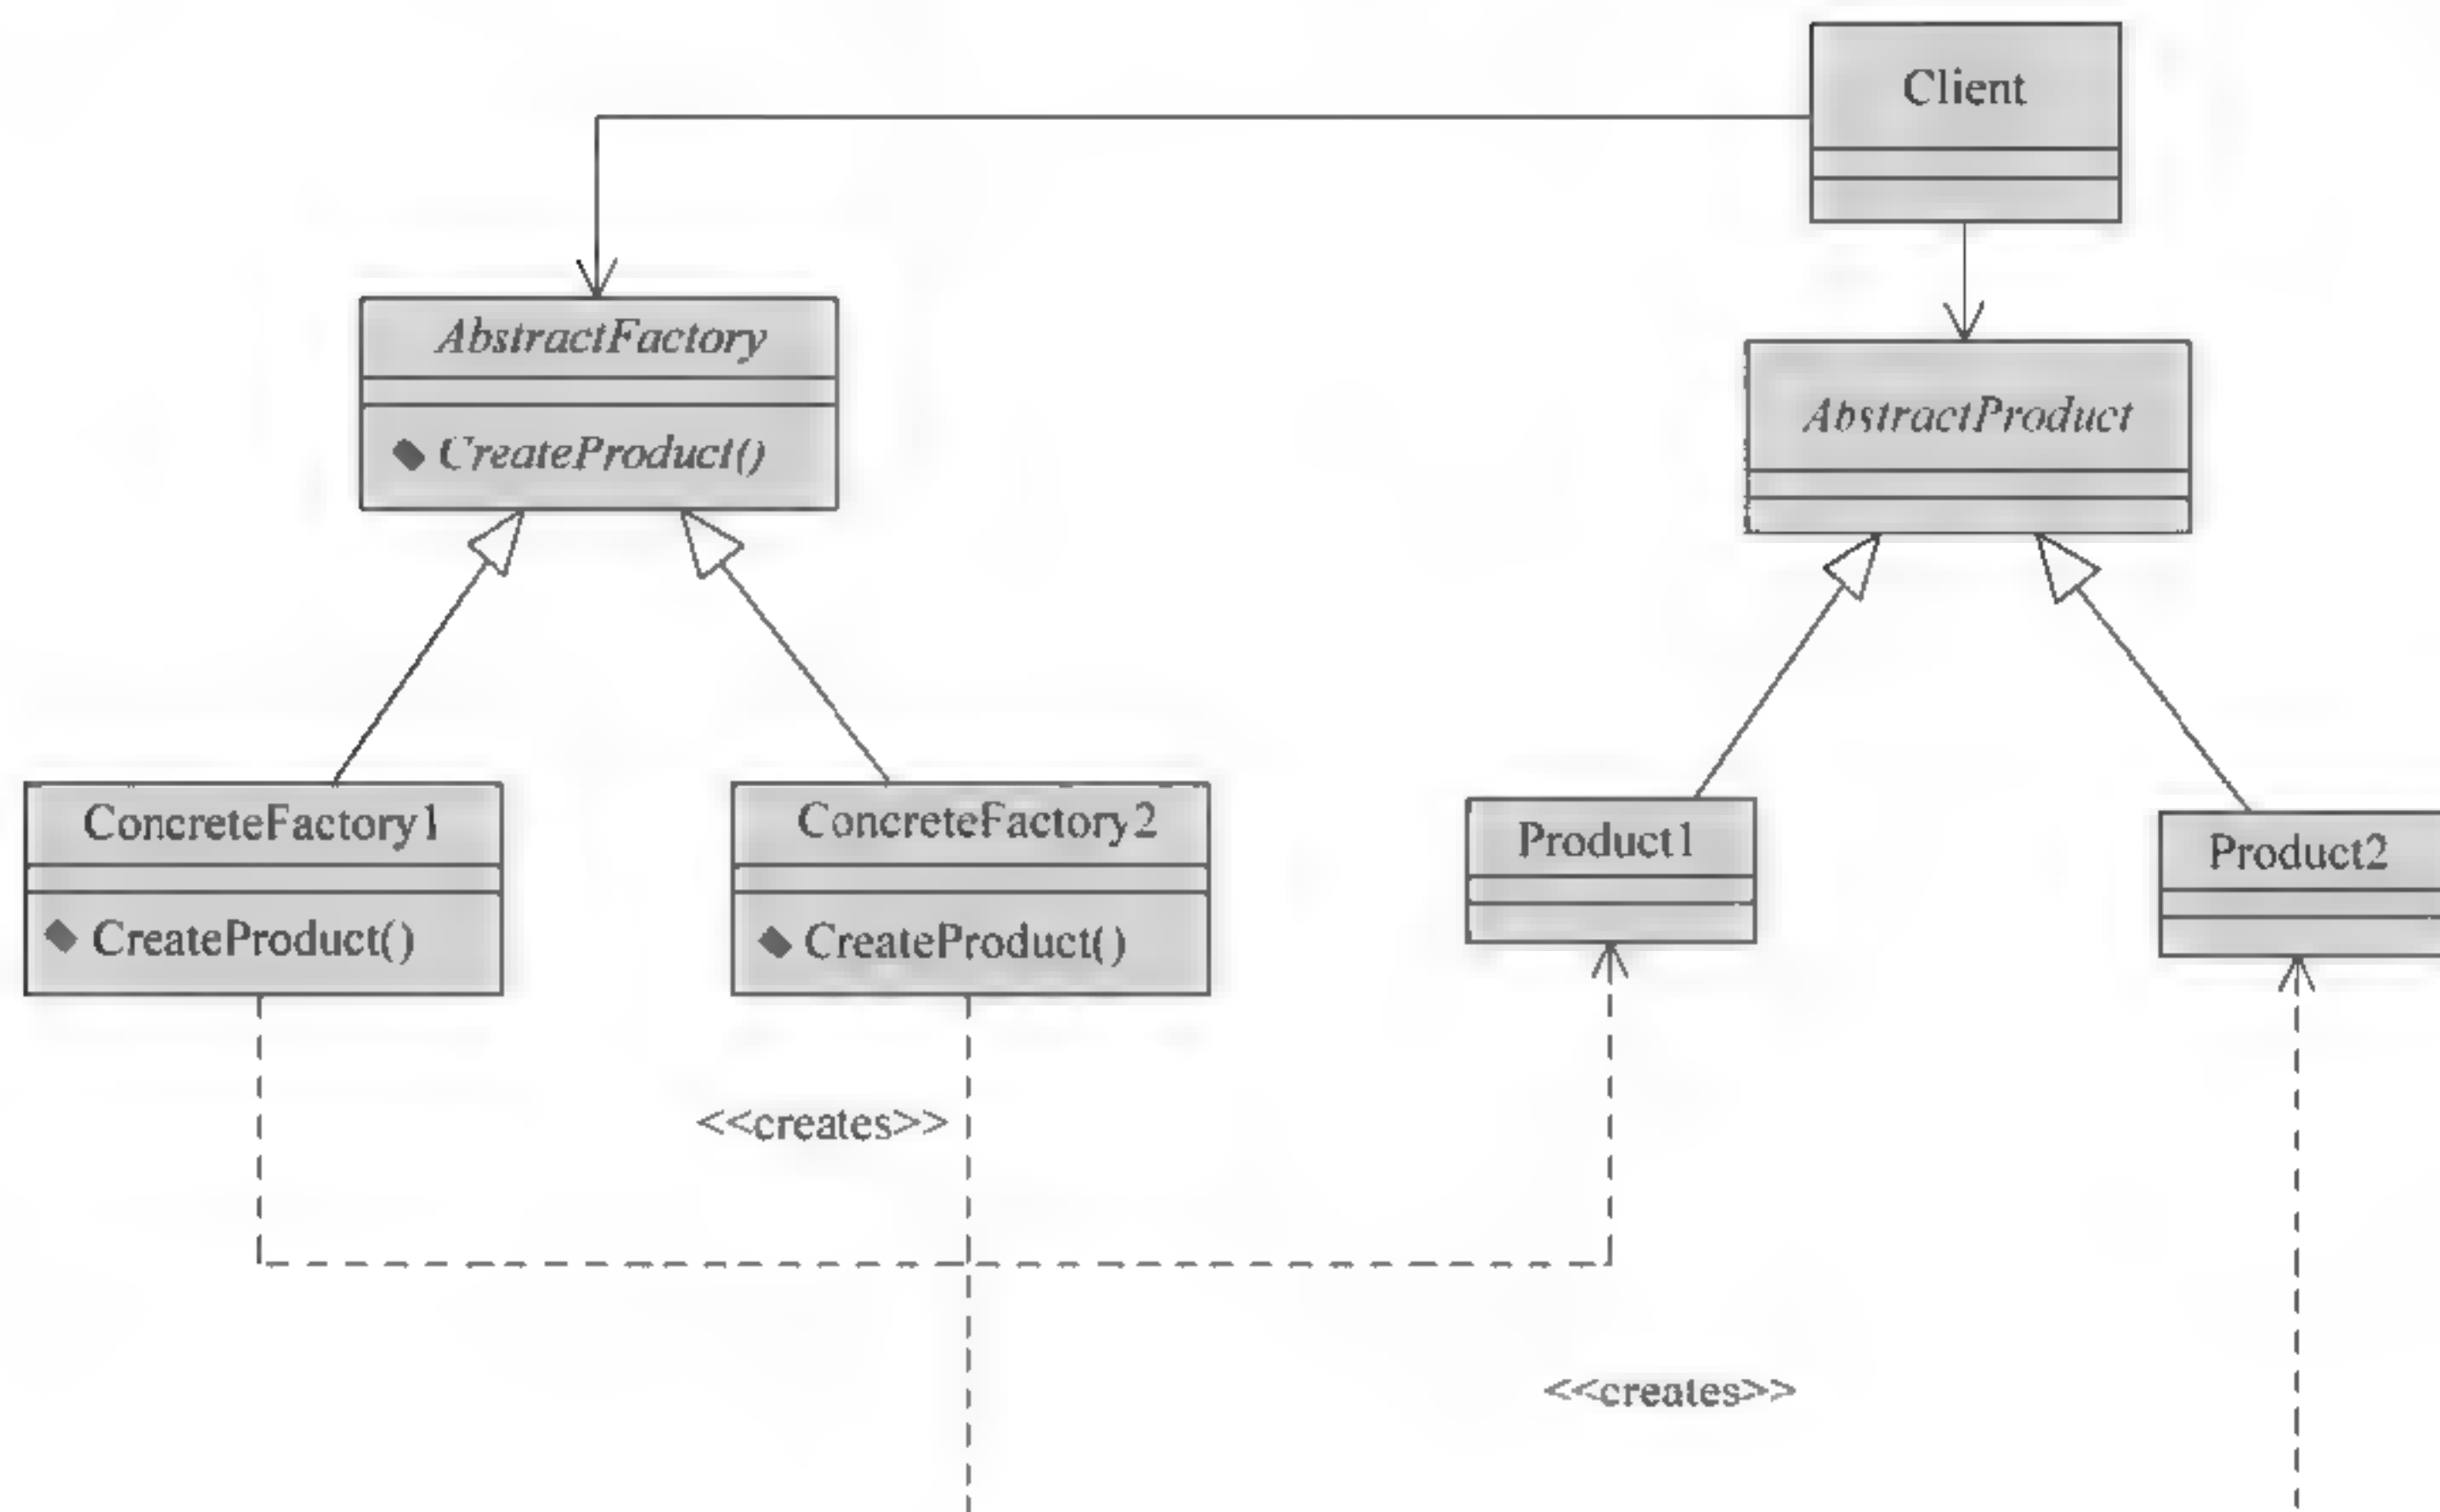 Client
AbstractFactory
CreateProduct()
AbstractProduct
ConcreteFactory1
CreateProduct()
ConcreteFactory2
CreateProduct()
Product1
Product2
<<creates>>
<<creates>>